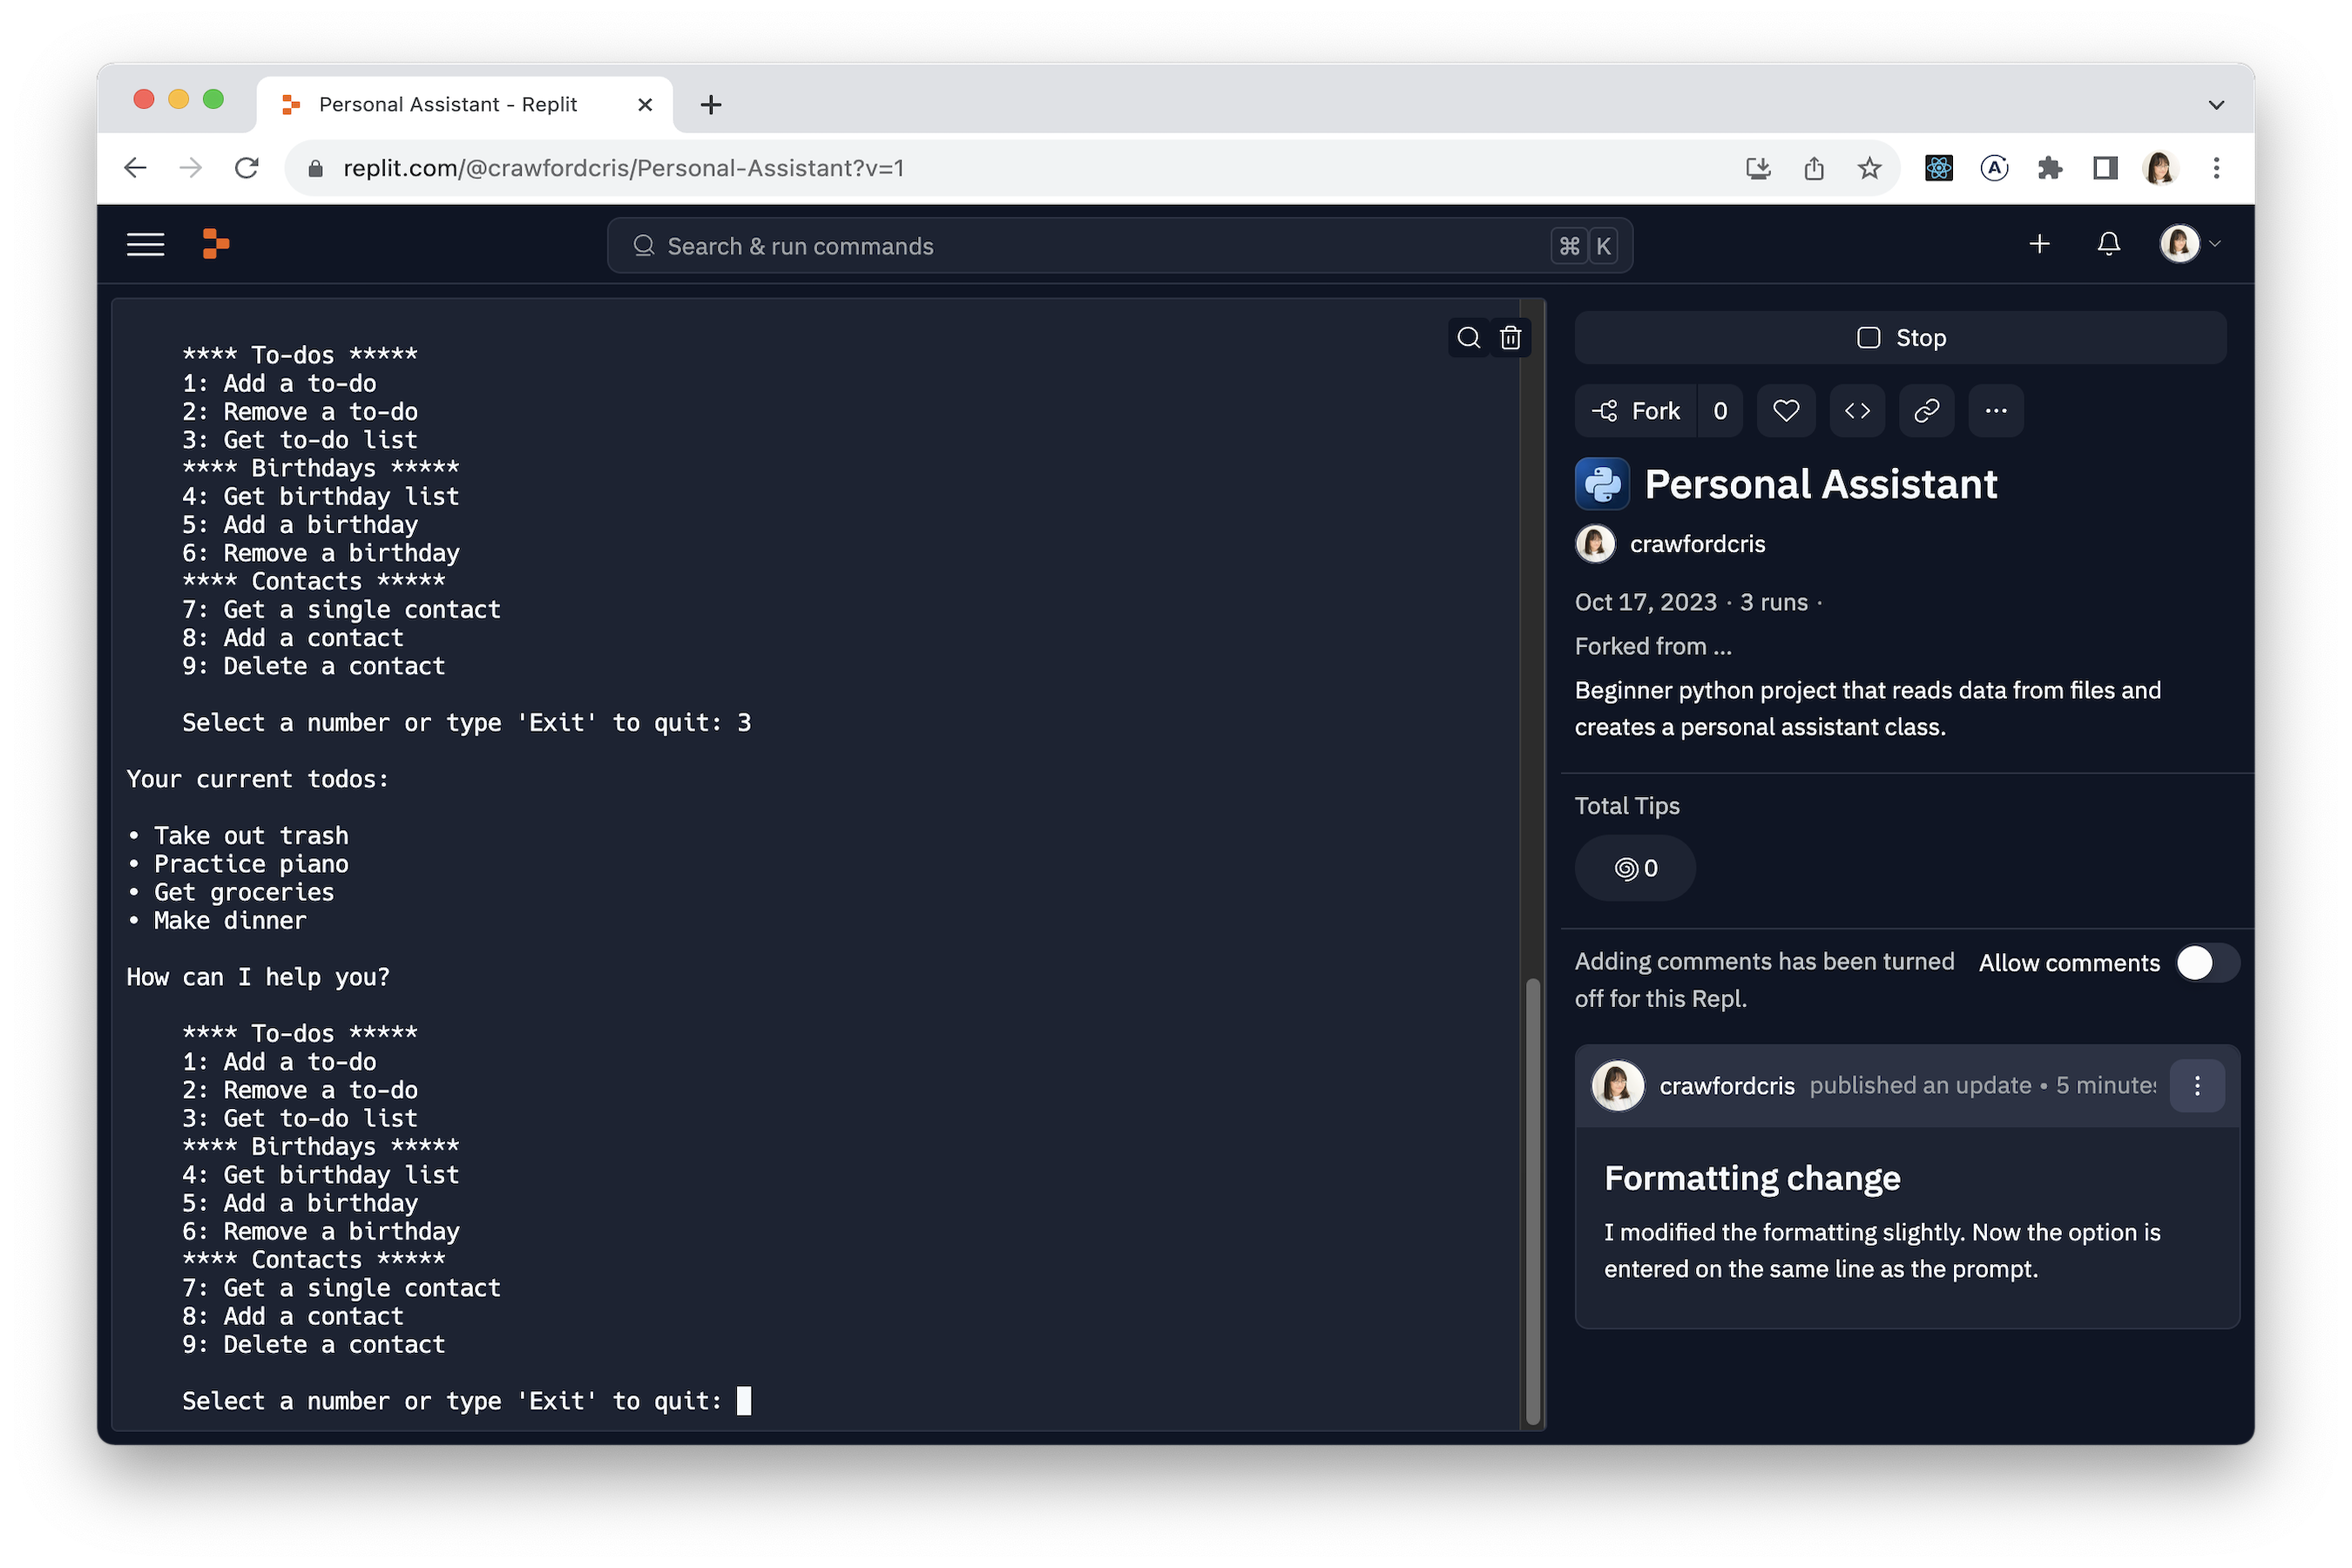 Personal Assistant - Replit
replit.com/@crawfordcris/Personal-Assistant?v=1
A
Search & run commands
⌘ K
**** To-dos *****
1: Add a to-do
2: Remove a to-do
3: Get to-do list
**** Birthdays *****
4: Get birthday list
5: Add a birthday
6: Remove a birthday
**** Contacts *****
7: Get a single contact
8: Add a contact
9: Delete a contact
Select a number or type 'Exit' to quit: 3
Your current todos:
• Take out trash
• Practice piano
• Get groceries
• Make dinner
How can I help you?
**** To-dos *****
1: Add a to-do
2: Remove a to-do
3: Get to-do list
**** Birthdays *****
4: Get birthday list
5: Add a birthday
6: Remove a birthday
**** Contacts *****
7: Get a single contact
8: Add a contact
9: Delete a contact
Select a number or type 'Exit' to quit:
Stop
Fork 0
Personal Assistant
crawfordcris
Oct 17, 2023 · 3 runs ·
Forked from ...
Beginner python project that reads data from files and
creates a personal assistant class.
Total Tips
0
Adding comments has been turned
off for this Repl.
Allow comments
crawfordcris published an update • 5 minutes
Formatting change
I modified the formatting slightly. Now the option is
entered on the same line as the prompt.